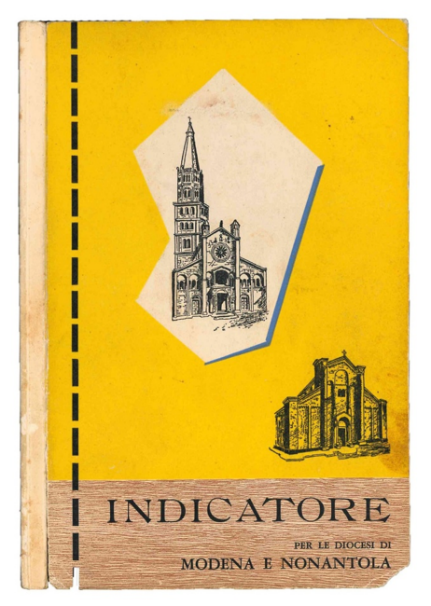 INDICATORE
PER LE DIOCESI DI
MODENA E NONANTOLA